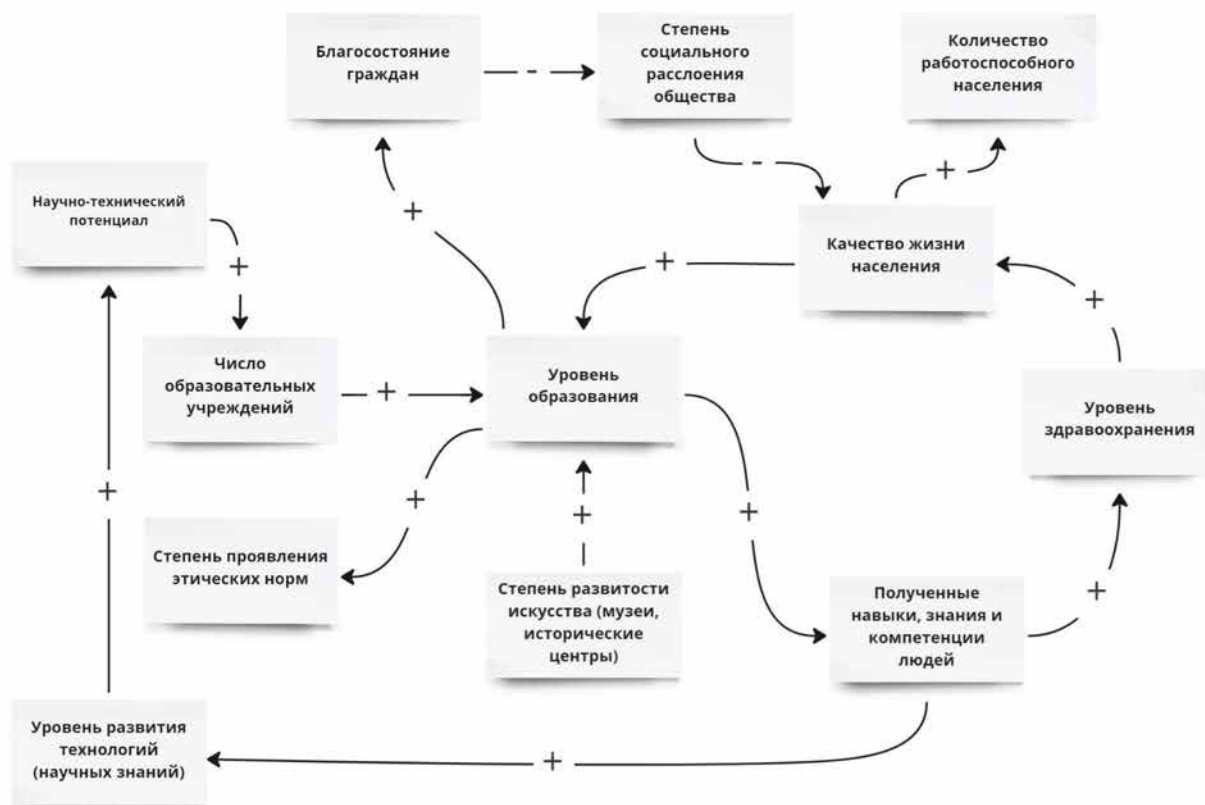 Благосостояние
граждан
-
Степень
социального
расслоения
общества
Количество
работоспособного
населения
-
+
Научно-технический
потенциал
+
+
Качество жизни
населения
+
+
+
Число
образовательных
учреждений
+
Уровень
образования
Уровень
здравоохранения
+
+
+
+
Степень проявления
этических норм
Степень развитости
искусства (музеи,
исторические
центры)
Полученные
навыки, знания и
компетенции
людей
+
Уровень развития
технологий
(научных знаний)
+